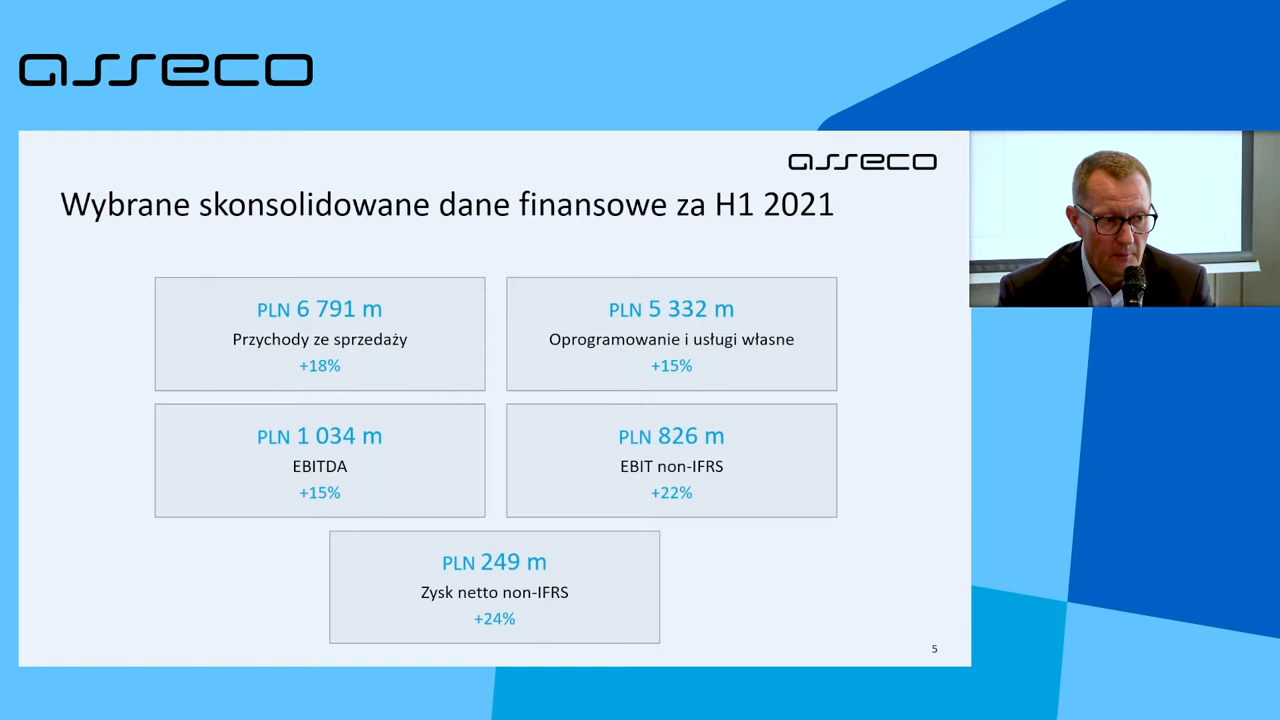 asseco
asseco
Wybrane skonsolidowane dane finansowe za H1 2021
PLN 6 791 m
Przychody ze sprzedaży
+18%
PLN 5 332 m
Oprogramowanie i usługi własne
+15%
PLN 1 034 m
EBITDA
+15%
PLN 826 m
EBIT non-IFRS
+22%
PLN 249 m
Zysk netto non-IFRS
+24%
5